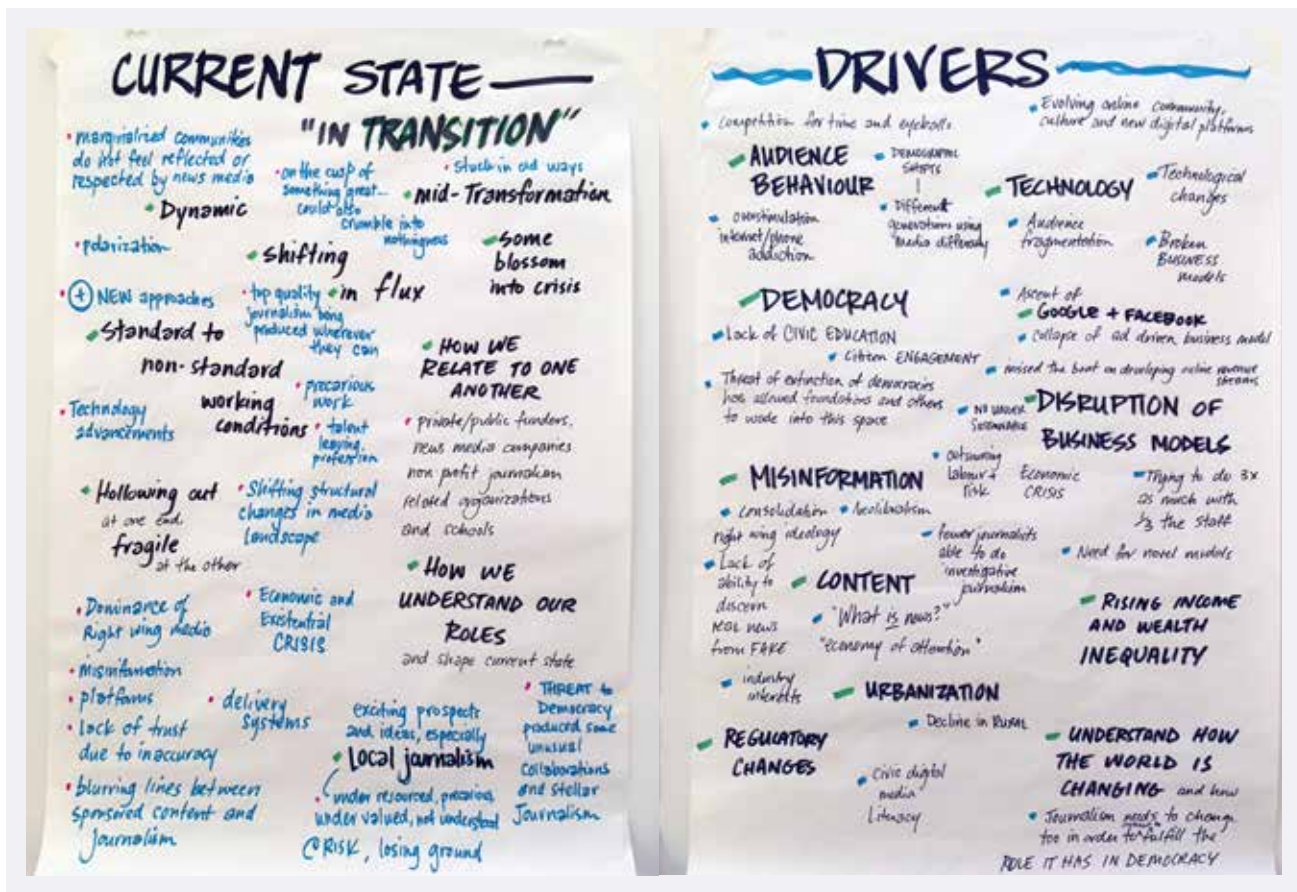 CURRENT STATE
"IN TRANSITION"
• marginalized communities
do not feel reflected or
respected by news media
• on the cusp of
something great...
could also
crumble into
nothingness
• Stuck in old ways
• mid-Transformation
• Dynamic
• polarization
• shifting
• some
blossom
into crisis
• + NEW approaches
• top quality
journalism being
produced wherever
they can
• in flux
• Standard to
non-standard
working
conditions
• precarious
work
• talent
leaving
profession
• Technology
advancements
• HOW WE
RELATE TO ONE
ANOTHER
• private/public funders,
news media companies
non profit journalism
related organizations
and schools
• Hollowing out
at one end,
fragile
at the other
• Shifting structural
changes in media
Landscape
• HOW WE
UNDERSTAND OUR
ROLES
and shape current state
• Dominance of
Right wing media
• Economic and
Existential
CRISIS
• misinformation
• platforms
• delivery
systems
• lack of trust
due to inaccuracy
• blurring lines between
sponsored content and
Journalism
exciting prospects
and ideas, especially
• Local journalism
• under resourced, precarious,
under valued, not understood
@RISK, losing ground
• THREAT to
Democracy
produced some
unusual
Collaborations
and stellar
Journalism
DRIVERS
• competition for time and eyeballs
• Evolving online community,
culture and new digital platforms
AUDIENCE
BEHAVIOUR
• DEMOGRAPHIC
SHIFTS
• Different
generations using
media differently
• overstimulation
internet/phone
addiction
TECHNOLOGY
• Technological
changes
• Audience
fragmentation
• Broken
BUSINESS
models
DEMOCRACY
• Lack of CIVIC EDUCATION
• Citizen ENGAGEMENT
• Threat of extinction of democracies
has allowed foundations and others
to wade into this space
• Ascent of
GOOGLE + FACEBOOK
• collapse of ad driven business model
• missed the boat on developing online revenue
streams
• NO LONGER
Sustainable
DISRUPTION OF
BUSINESS MODELS
• outsourcing
labour +
risk
Economic
CRISIS
• Trying to do 3x
as much with
1/3 the staff
• Need for novel models
MISINFORMATION
• consolidation
• Neoliberalism
right wing ideology
• fewer journalists
able to do
investigative
journalism
• Lack of
ability to
discern
REAL news
from FAKE
CONTENT
• "What is news?"
"economy of attention"
• industry
interests
RISING INCOME
AND WEALTH
INEQUALITY
URBANIZATION
• Decline in RURAL
REGULATORY
CHANGES
• Civic digital
media
Literacy
UNDERSTAND HOW
THE WORLD IS
CHANGING and how
• Journalism needs to change
too in order to fulfill the
ROLE IT HAS IN DEMOCRACY